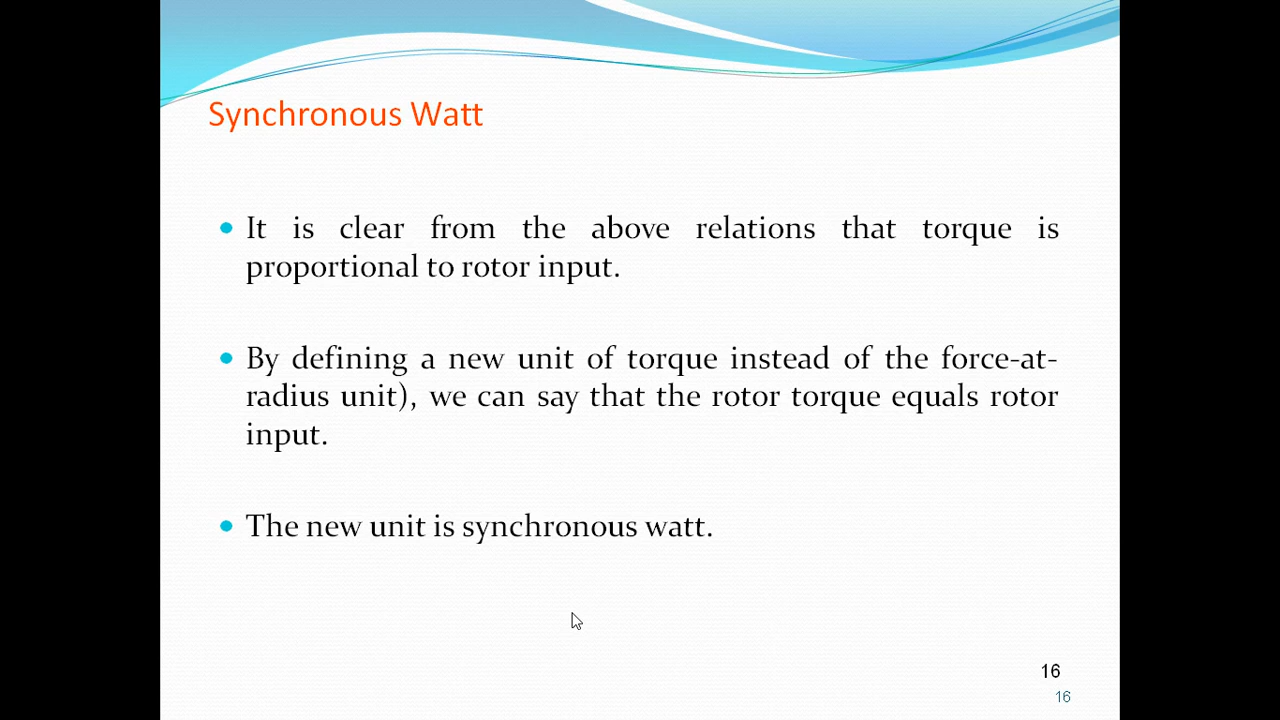 Synchronous Watt
It is clear from the above relations that torque is
proportional to rotor input.
By defining a new unit of torque instead of the force-at-
radius unit), we can say that the rotor torque equals rotor
input.
The new unit is synchronous watt.
16
16